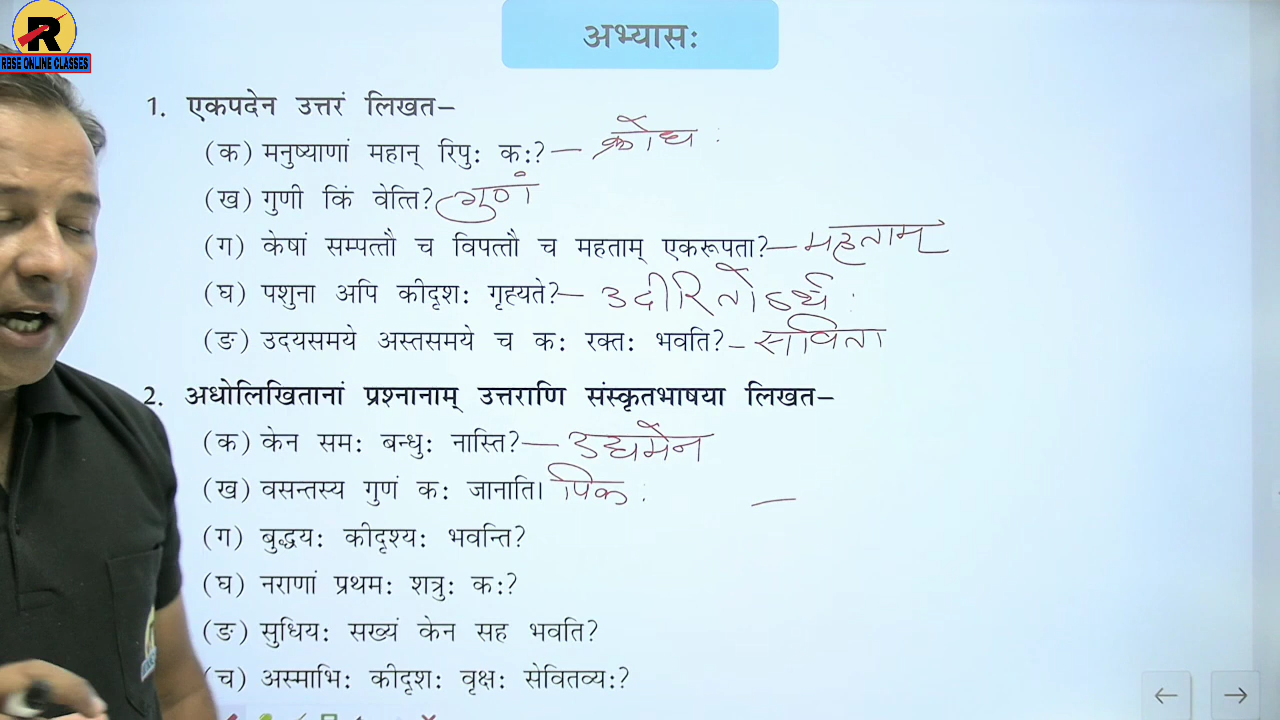 R
RBSE ONLINE CLASSES
अभ्यासः
1. एकपदेन उत्तरं लिखत–
(क) मनुष्याणां महान् रिपुः कः? — क्रोधः
(ख) गुणी किं वेत्ति? गुणं
(ग) केषां सम्पत्तौ च विपत्तौ च महताम् एकरूपता? — महताम्
(घ) पशुना अपि कीदृशः गृह्यते? — उदीरितोऽर्थः
(ङ) उदयसमये अस्तसमये च कः रक्तः भवति? – सविता
2. अधोलिखितानां प्रश्नानाम् उत्तराणि संस्कृतभाषया लिखत–
(क) केन समः बन्धुः नास्ति? — उद्यमेन
(ख) वसन्तस्य गुणं कः जानाति। पिकः —
(ग) बुद्धयः कीदृश्यः भवन्ति?
(घ) नराणां प्रथमः शत्रुः कः?
(ङ) सुधियः सख्यं केन सह भवति?
(च) अस्माभिः कीदृशः वृक्षः सेवितव्यः?